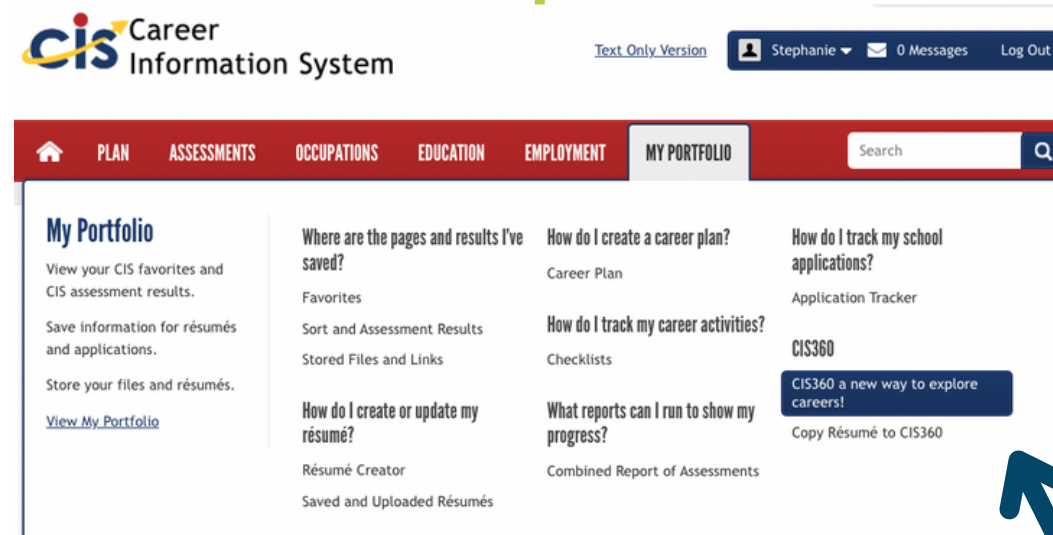 cis Career
Information System
Text Only Version
Stephanie
0 Messages
Log Out
PLAN
ASSESSMENTS
OCCUPATIONS
EDUCATION
EMPLOYMENT
MY PORTFOLIO
Search
My Portfolio
View your CIS favorites and
CIS assessment results.
Save information for résumés
and applications.
Store your files and résumés.
View My Portfolio
Where are the pages and results I've
saved?
Favorites
Sort and Assessment Results
Stored Files and Links
How do I create or update my
résumé?
Résumé Creator
Saved and Uploaded Résumés
How do I create a career plan?
Career Plan
How do I track my career activities?
Checklists
What reports can I run to show my
progress?
Combined Report of Assessments
How do I track my school
applications?
Application Tracker
CIS360
CIS360 a new way to explore
careers!
Copy Résumé to CIS360